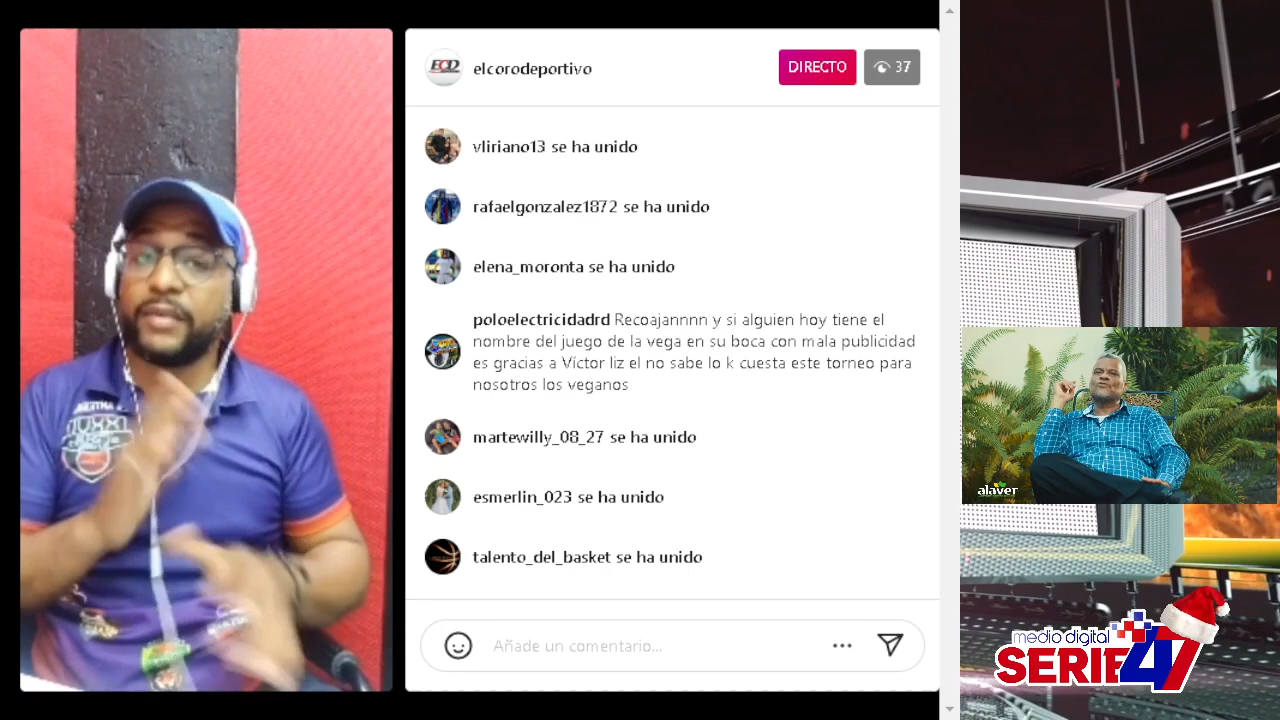 elcorodeportivo
DIRECTO
37
vliriano13 se ha unido
rafaelgonzalez1872 se ha unido
elena_moronta se ha unido
poloelectricidadrd Recoajannnn y si alguien hoy tiene el
nombre del juego de la vega en su boca con mala publicidad
es gracias a Víctor liz el no sabe lo k cuesta este torneo para
nosotros los veganos
martewilly_08_27 se ha unido
esmerlin_023 se ha unido
talento_del_basket se ha unido
Añade un comentario...
alaver
medio digital
SERIE47